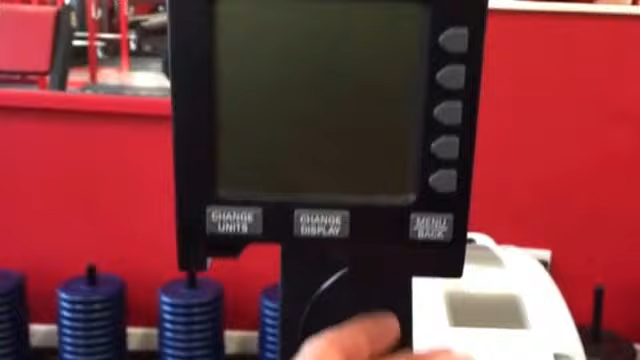 CHANGE
UNITS
CHANGE
DISPLAY
MENU
BACK